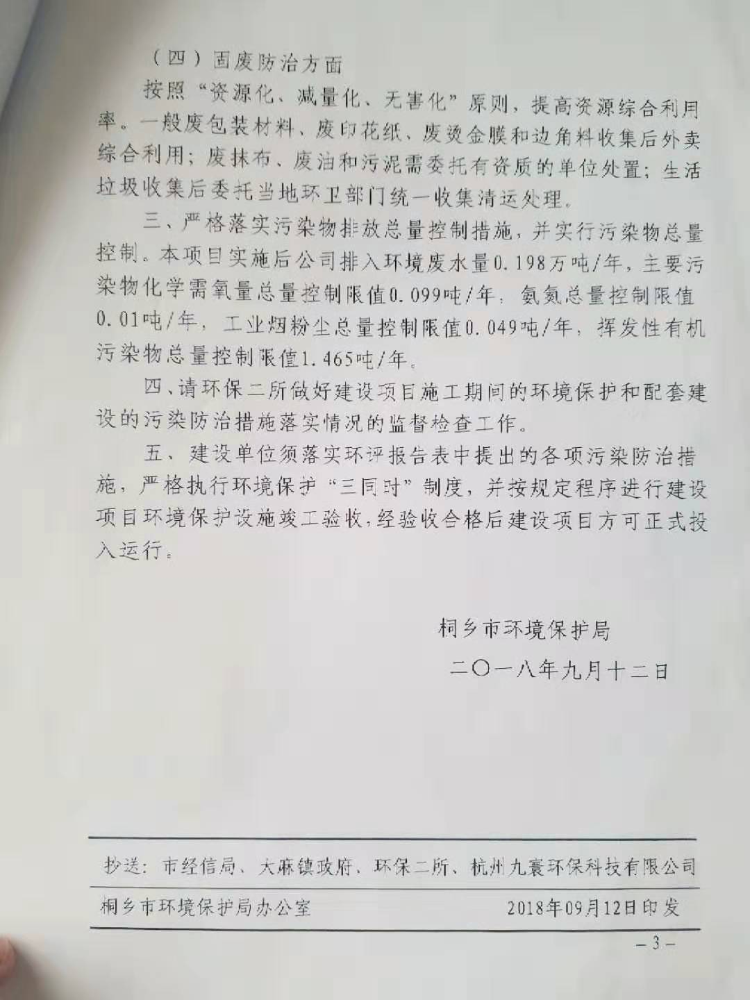 （四）固废防治方面
按照“资源化、减量化、无害化”原则，提高资源综合利用
率。一般废包装材料、废印花纸、废烫金膜和边角料收集后外卖
综合利用；废抹布、废油和污泥需委托有资质的单位处置；生活
垃圾收集后委托当地环卫部门统一收集清运处理。
三、严格落实污染物排放总量控制措施，并实行污染物总量
控制。本项目实施后公司排入环境废水量0.198万吨/年，主要污
染物化学需氧量总量控制限值0.099吨/年，氨氮总量控制限值
0.01吨/年，工业烟粉尘总量控制限值0.049吨/年，挥发性有机
污染物总量控制限值1.465吨/年。
四、请环保二所做好建设项目施工期间的环境保护和配套建
设的污染防治措施落实情况的监督检查工作。
五、建设单位须落实环评报告表中提出的各项污染防治措
施，严格执行环境保护“三同时”制度，并按规定程序进行建设
项目环境保护设施竣工验收，经验收合格后建设项目方可正式投
入运行。
桐乡市环境保护局
二〇一八年九月十二日
抄送：市经信局、大麻镇政府、环保二所、杭州九寰环保科技有限公司
桐乡市环境保护局办公室 2018年09月12日印发
－3－